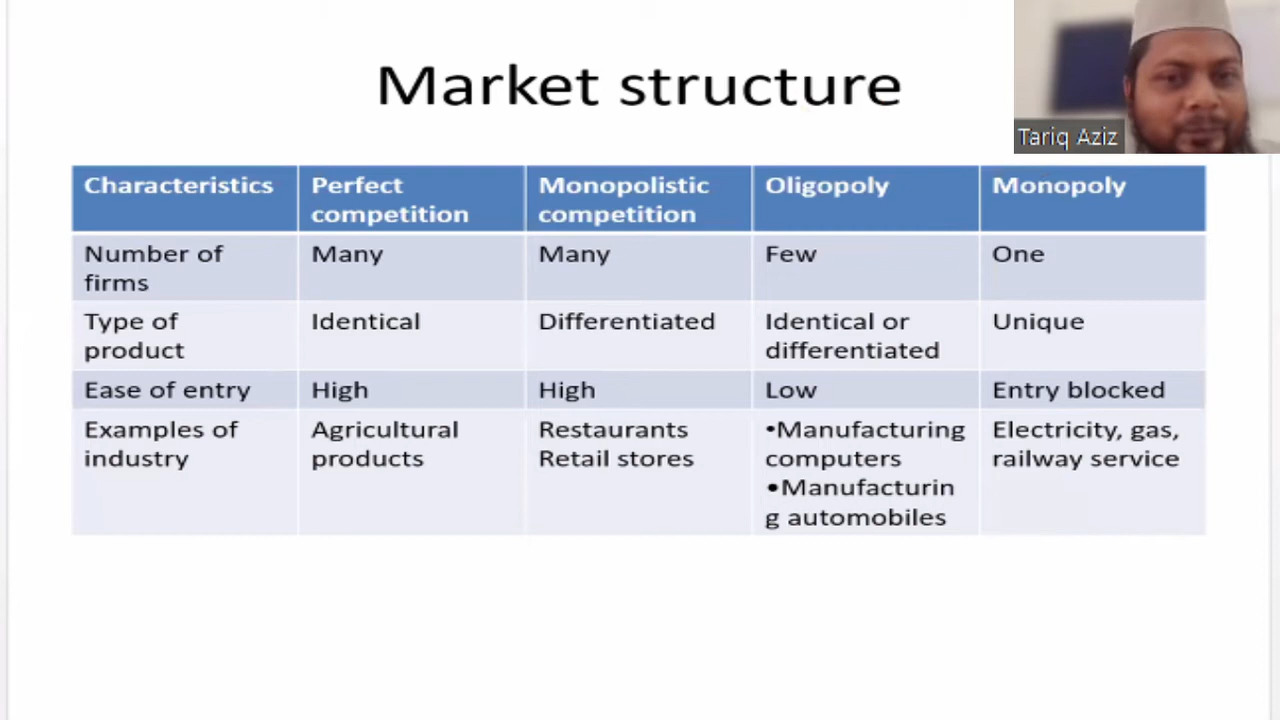 Market structure
Tariq Aziz
Characteristics
Perfect
competition
Monopolistic
competition
Oligopoly
Monopoly
Number of
firms
Many
Many
Few
One
Type of
product
Identical
Differentiated
Identical or
differentiated
Unique
Ease of entry
High
High
Low
Entry blocked
Examples of
industry
Agricultural
products
Restaurants
Retail stores
•Manufacturing
computers
•Manufacturin
g automobiles
Electricity, gas,
railway service